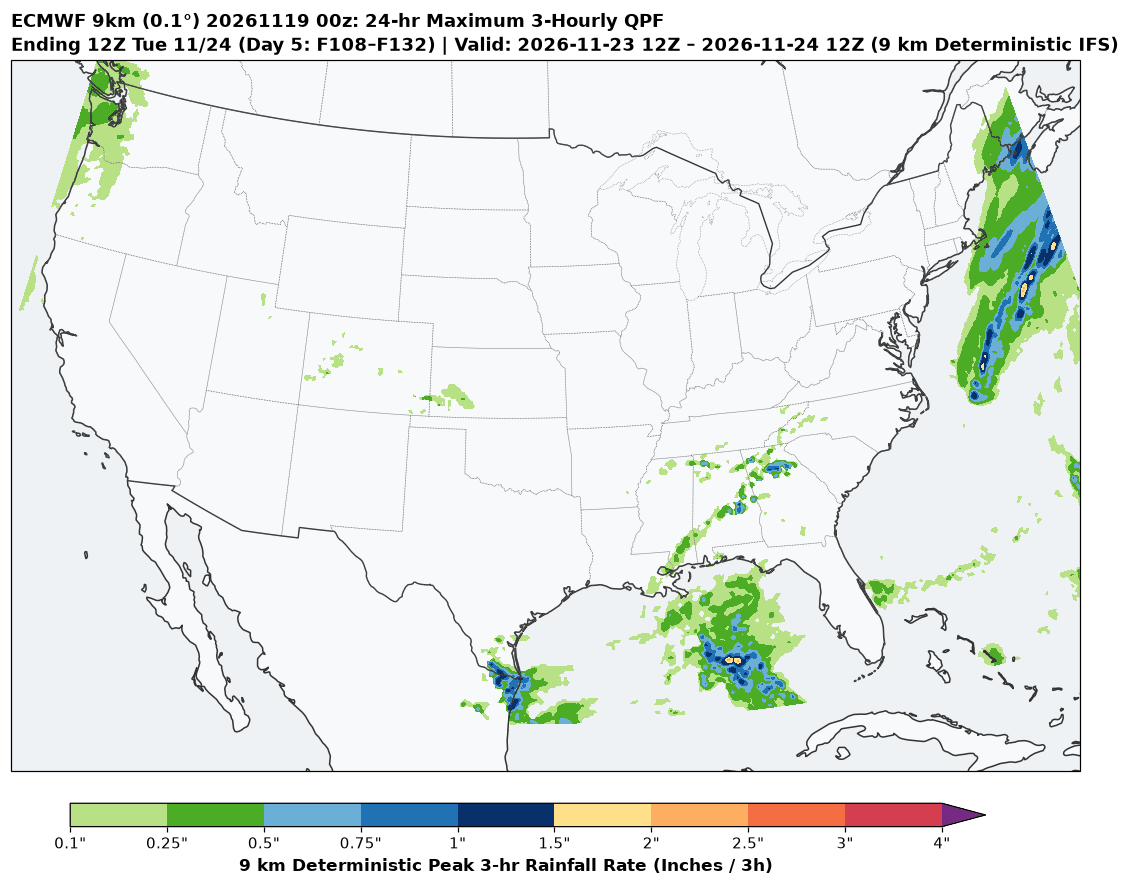 ECMWF 9km (0.1°) 20261119 00z: 24-hr Maximum 3-Hourly QPF
Ending 12Z Tue 11/24 (Day 5: F108–F132) | Valid: 2026-11-23 12Z – 2026-11-24 12Z (9 km Deterministic IFS)
0.1" 0.25" 0.5" 0.75" 1" 1.5" 2" 2.5" 3" 4"
9 km Deterministic Peak 3-hr Rainfall Rate (Inches / 3h)